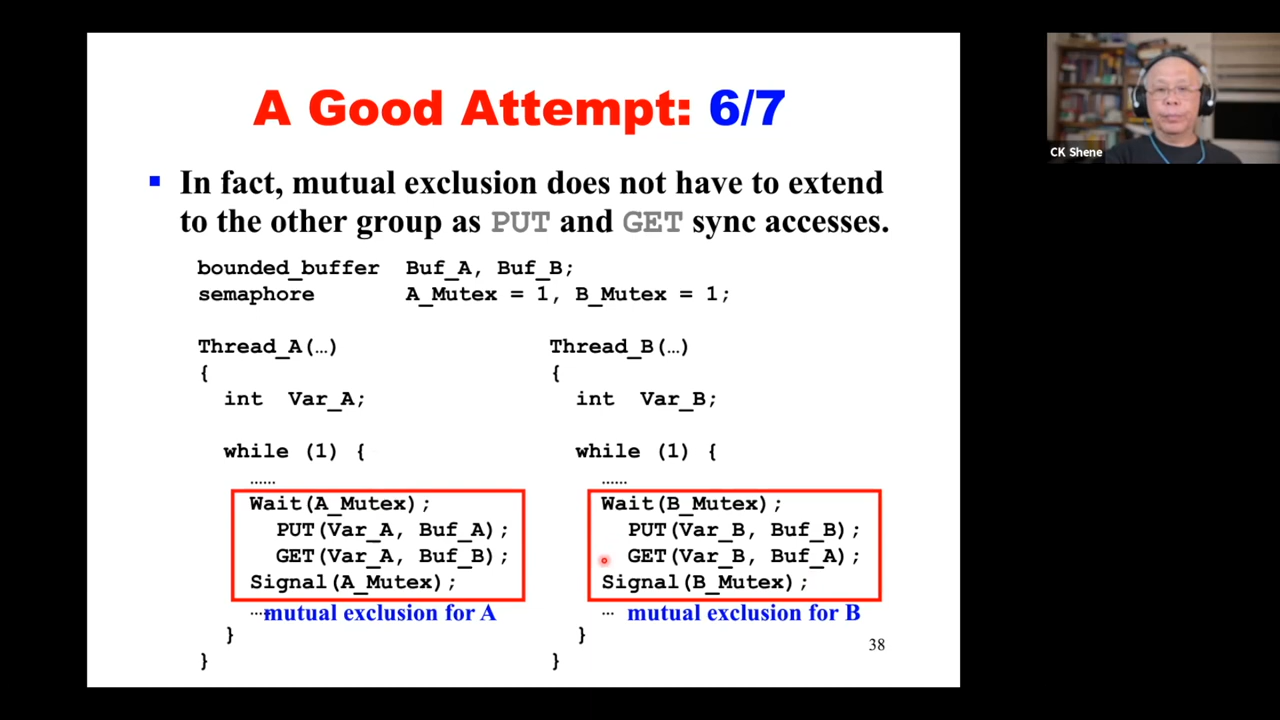 A Good Attempt: 6/7
In fact, mutual exclusion does not have to extend
to the other group as PUT and GET sync accesses.
bounded_buffer Buf_A, Buf_B;
semaphore A_Mutex = 1, B_Mutex = 1;
Thread_A(…)
{
int Var_A;
while (1) {
……
Wait(A_Mutex);
PUT(Var_A, Buf_A);
GET(Var_A, Buf_B);
Signal(A_Mutex);
…… mutual exclusion for A
}
}
Thread_B(…)
{
int Var_B;
while (1) {
……
Wait(B_Mutex);
PUT(Var_B, Buf_B);
GET(Var_B, Buf_A);
Signal(B_Mutex);
… mutual exclusion for B
}
}
38
CK Shene